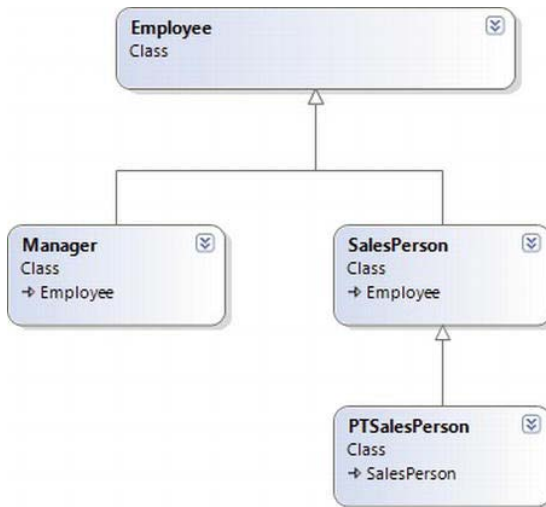 Employee
Class
Manager
Class
Employee
SalesPerson
Class
Employee
PTSalesPerson
Class
SalesPerson